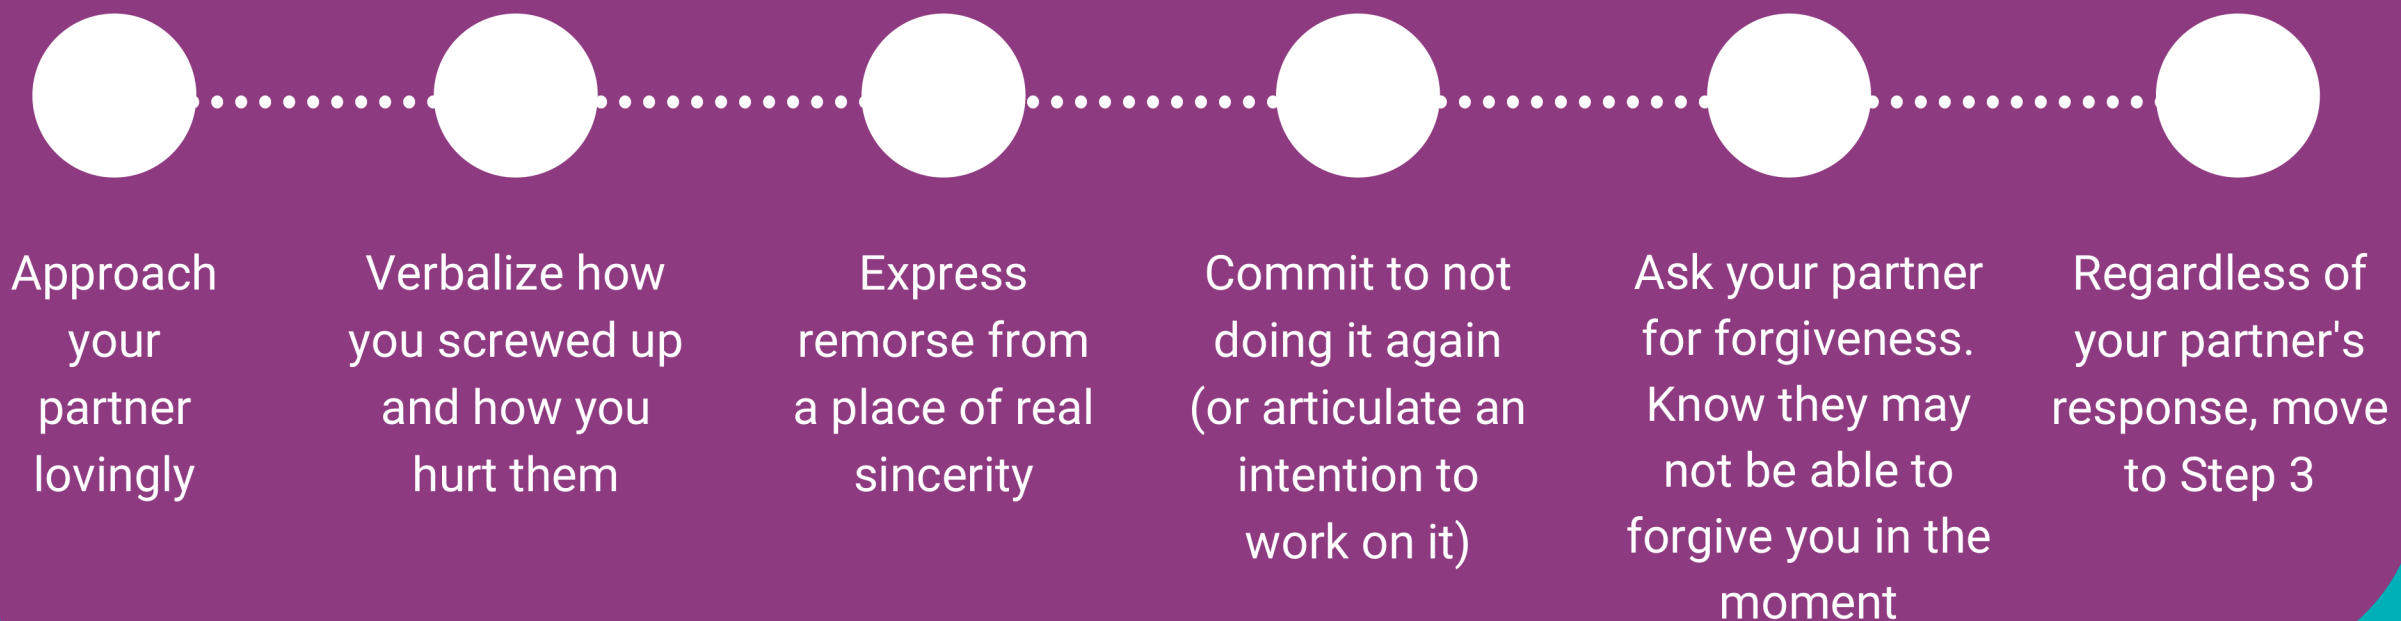 Approach
your
partner
lovingly
Verbalize how
you screwed up
and how you
hurt them
Express
remorse from
a place of real
sincerity
Commit to not
doing it again
(or articulate an
intention to
work on it)
Ask your partner
for forgiveness.
Know they may
not be able to
forgive you in the
moment
Regardless of
your partner's
response, move
to Step 3